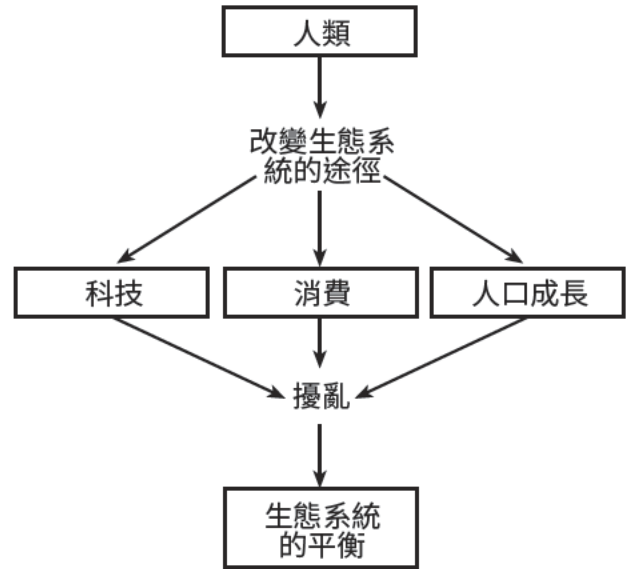 人類
改變生態系
統的途徑
科技
消費
人口成長
擾亂
生態系統
的平衡